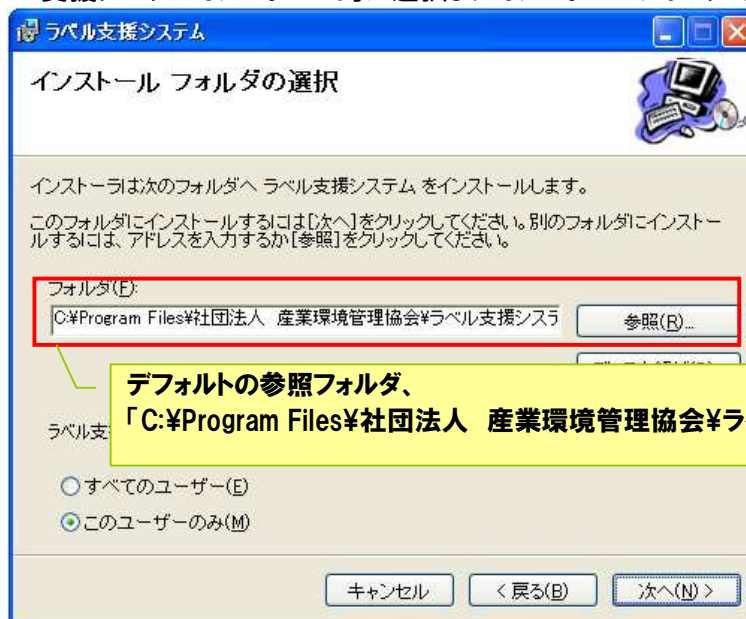 ラベル支援システム
インストール フォルダの選択
インストーラは次のフォルダへ ラベル支援システム をインストールします。
このフォルダにインストールするには[次へ]をクリックしてください。別のフォルダにインストー
ルするには、アドレスを入力するか[参照]をクリックしてください。
フォルダ(F):
C:¥Program Files¥社団法人 産業環境管理協会¥ラベル支援シスラ
参照(R)...
デフォルトの参照フォルダ、
「C:¥Program Files¥社団法人 産業環境管理協会¥ラ
ラベル支
すべてのユーザー(E)
このユーザーのみ(M)
キャンセル
< 戻る(B)
次へ(N) >